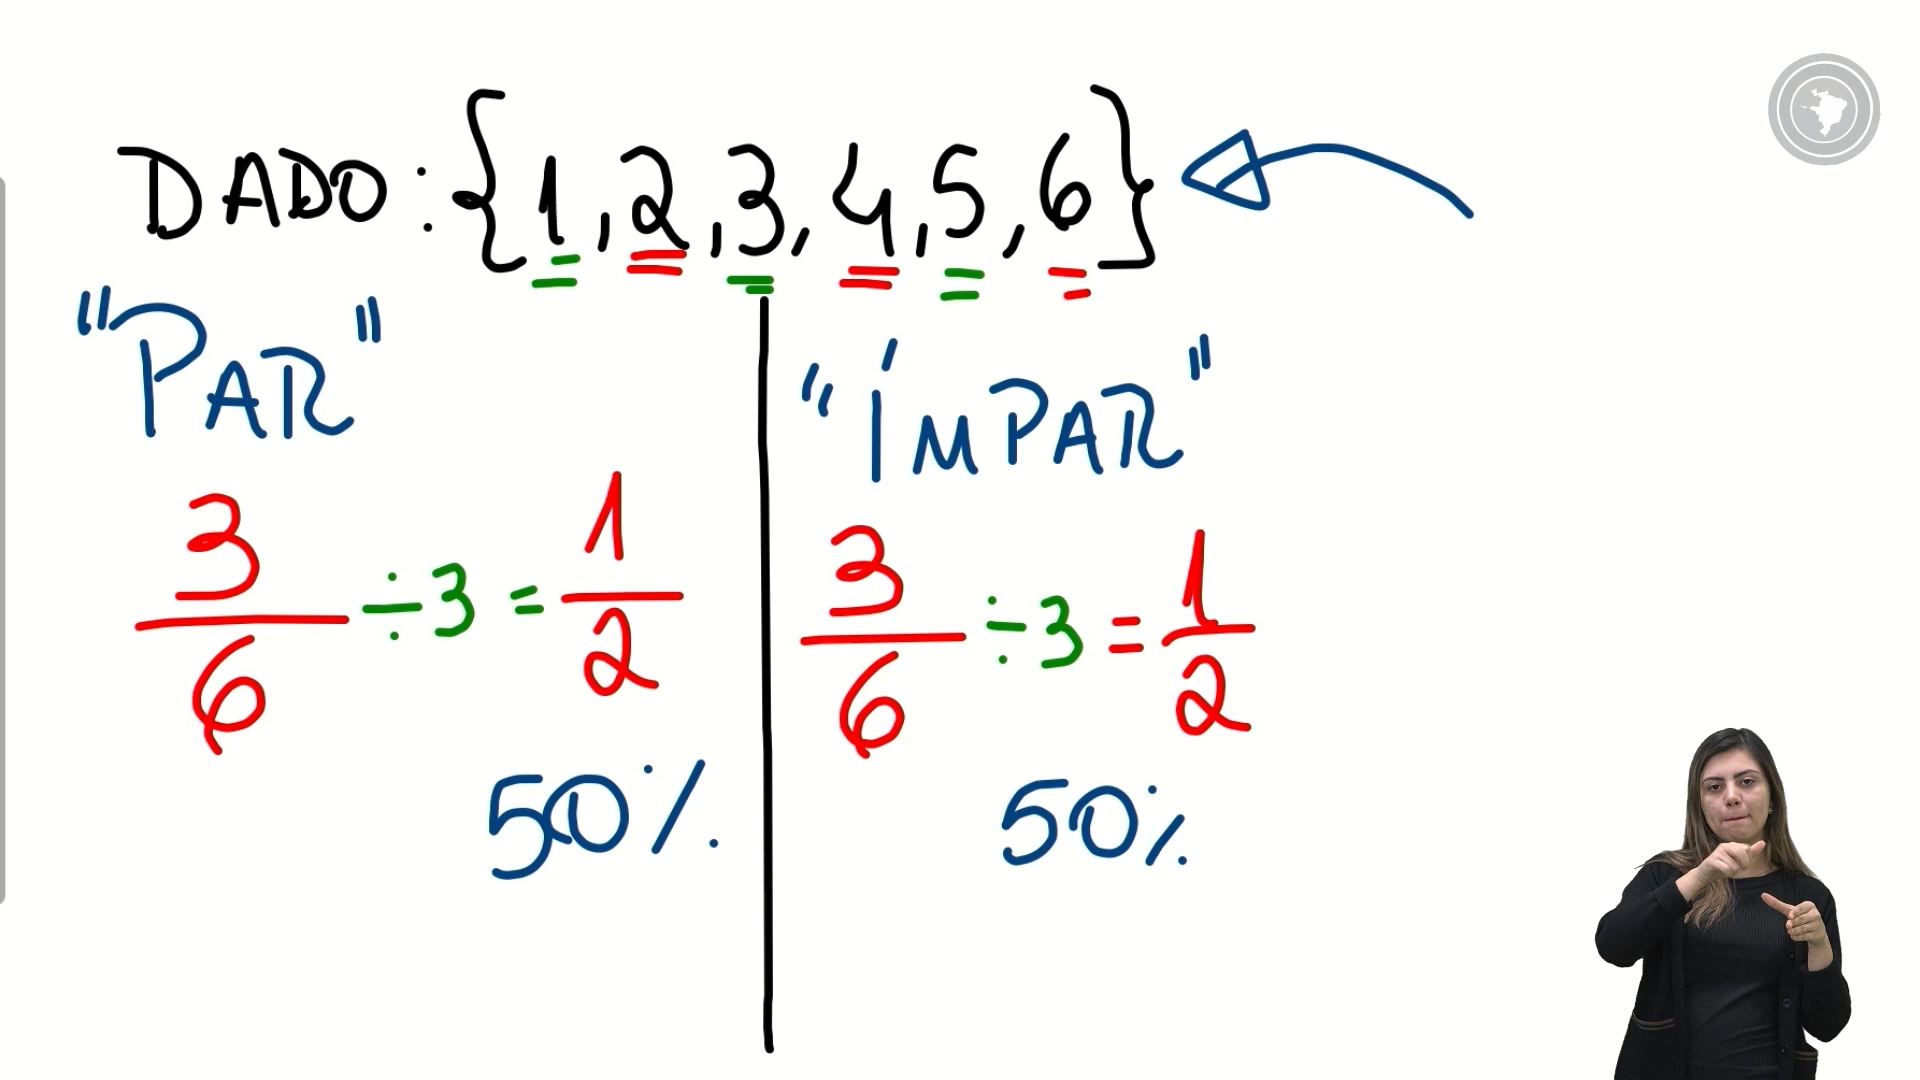 DADO: {1, 2, 3, 4, 5, 6}
"PAR"
"ÍMPAR"
3/6 ÷3 = 1/2
3/6 ÷3 = 1/2
50%
50%